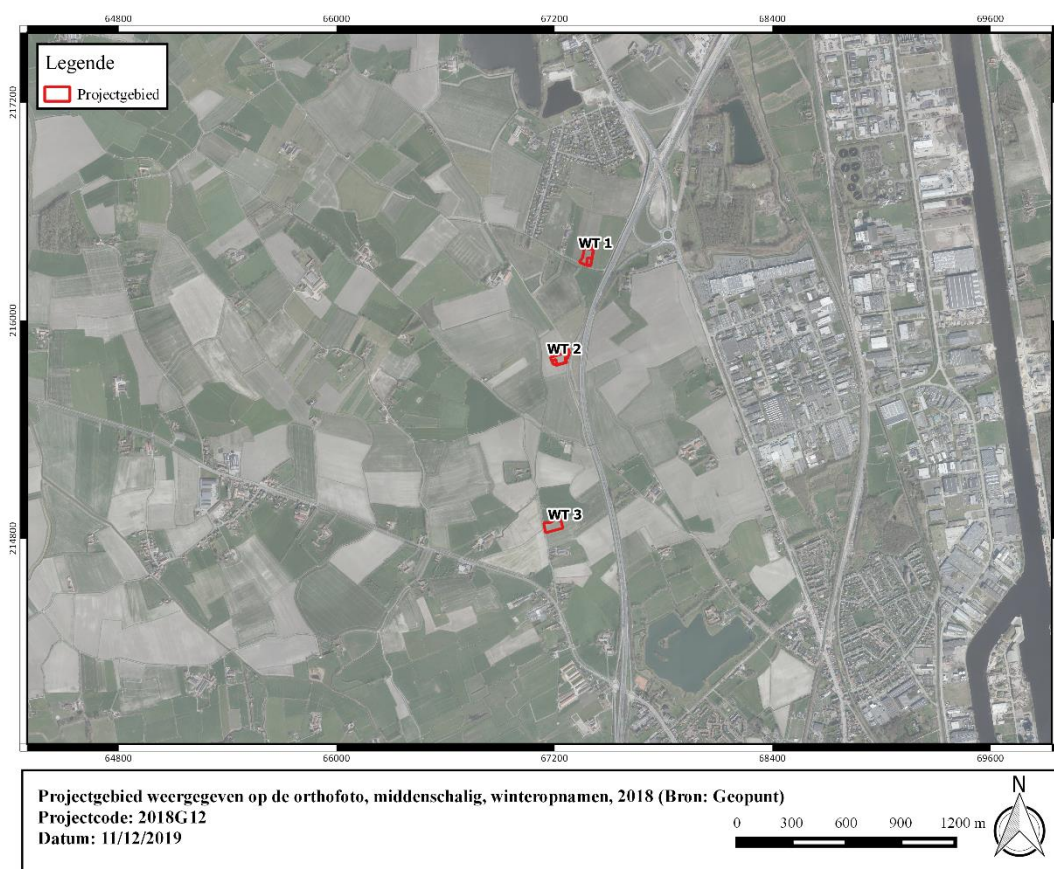 64800 66000 67200 68400 69600
Legende
Projectgebied
217200
216000
214800
WT 1
WT 2
WT 3
64800 66000 67200 68400 69600
Projectgebied weergegeven op de orthofoto, middenschalig, winteropnamen, 2018 (Bron: Geopunt)
Projectcode: 2018G12
Datum: 11/12/2019
0 300 600 900 1200 m
N